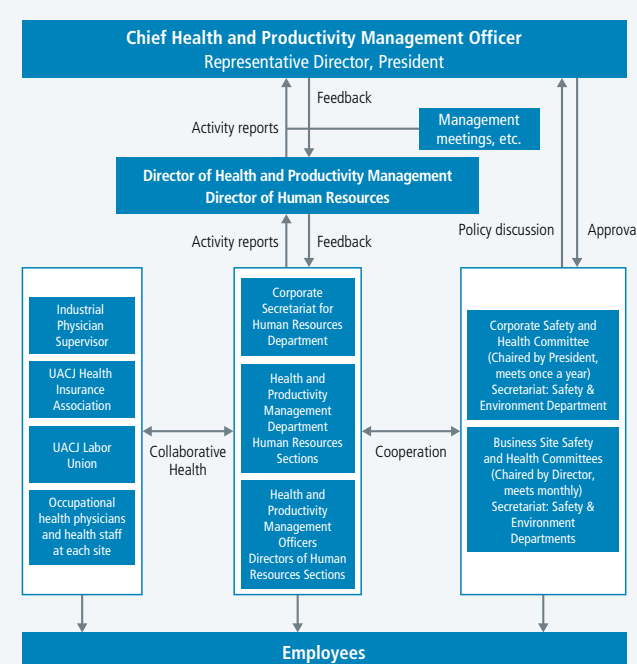 Chief Health and Productivity Management Officer
Representative Director, President
Feedback
Activity reports
Management
meetings, etc.
Director of Health and Productivity Management
Director of Human Resources
Activity reports
Feedback
Policy discussion
Approva
Industrial
Physician
Supervisor
UACJ Health
Insurance
Association
UACJ Labor
Union
Occupational
health physicians
and health staff
at each site
Collaborative
Health
Corporate
Secretariat for
Human Resources
Department
Health and
Productivity
Management
Department
Human Resources
Sections
Health and
Productivity
Management
Officers
Directors of Human
Resources Sections
Cooperation
Corporate Safety and
Health Committee
(Chaired by President,
meets once a year)
Secretariat: Safety &
Environment Department
Business Site Safety
and Health Committees
(Chaired by Director,
meets monthly)
Secretariat: Safety &
Environment
Departments
Employees